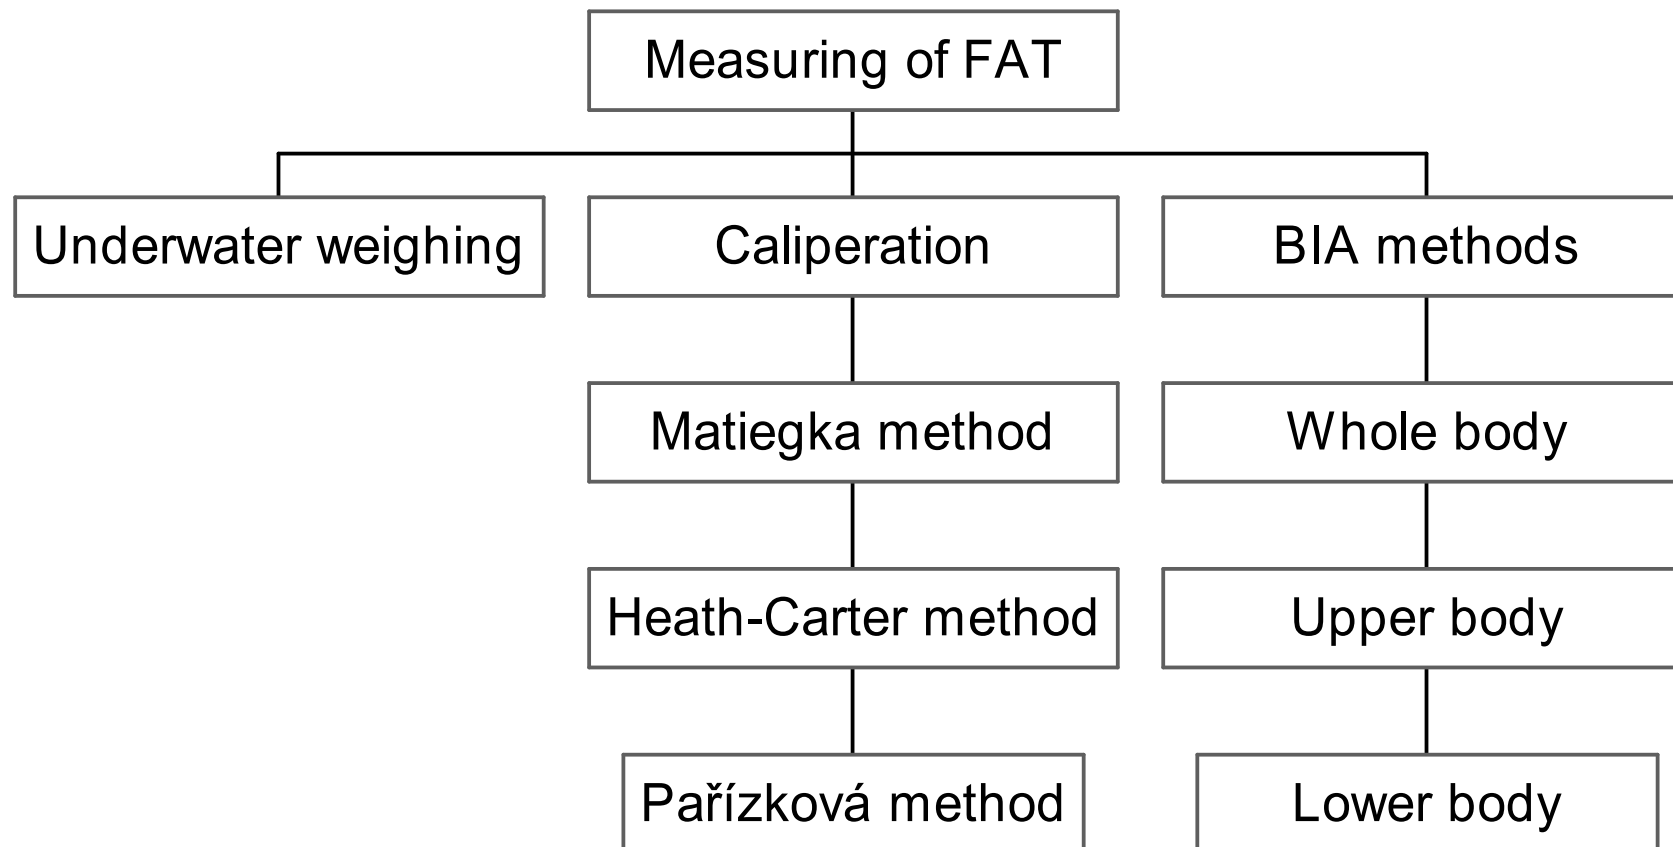 Measuring of FAT
Underwater weighing
Caliperation
BIA methods
Matiegka method
Whole body
Heath-Carter method
Upper body
Pařízková method
Lower body